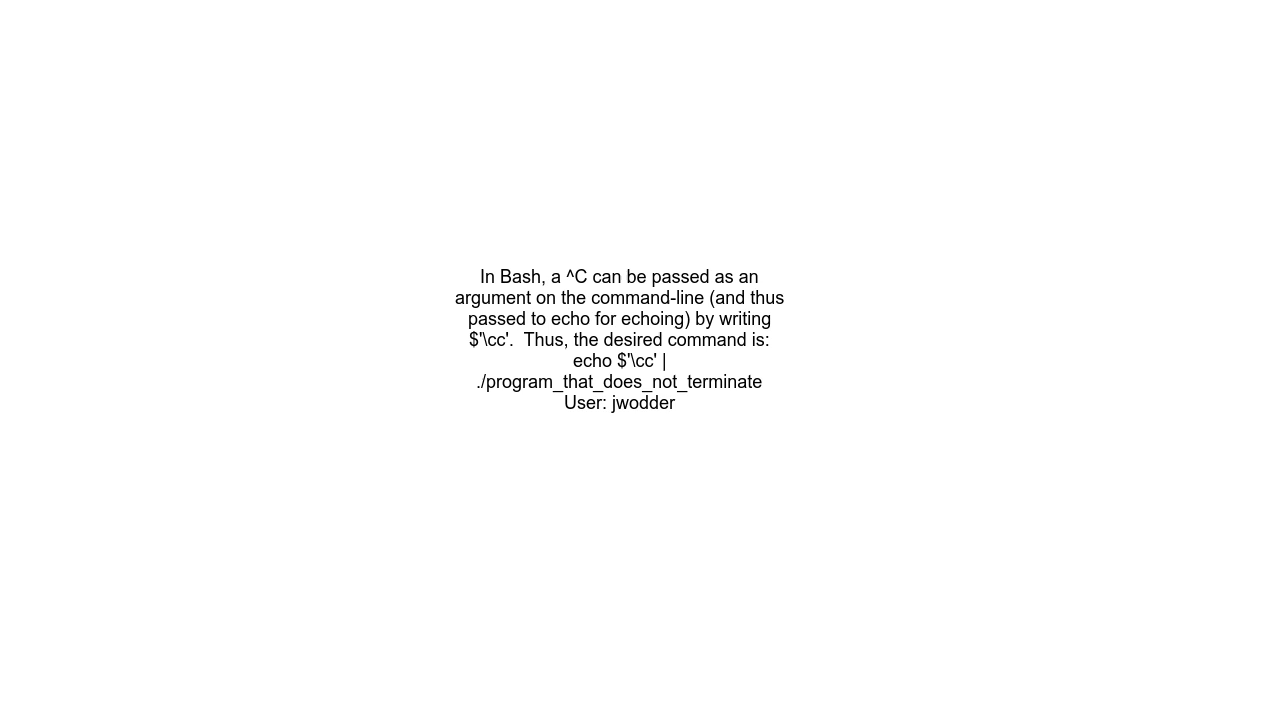 In Bash, a ^C can be passed as an
argument on the command-line (and thus
passed to echo for echoing) by writing
$'\cc'.  Thus, the desired command is:
echo $'\cc' |
./program_that_does_not_terminate
User: jwodder